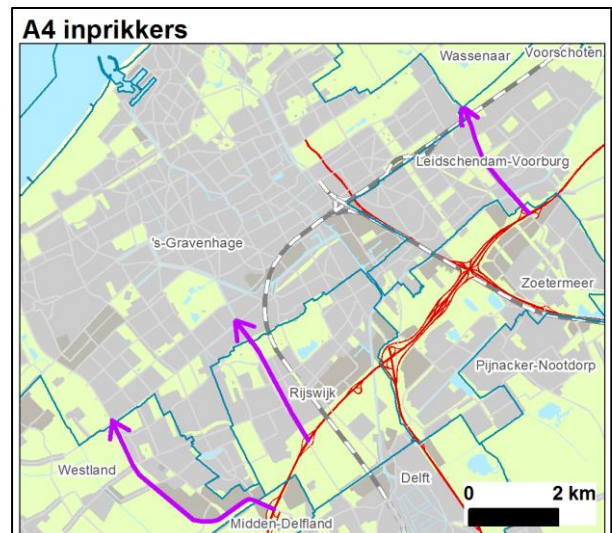 A4 inprikkers
Wassenaar
Voorschoten
Leidschendam-Voorburg
's-Gravenhage
Zoetermeer
Pijnacker-Nootdorp
Rijswijk
Westland
Delft
Midden-Delfland
0 2 km